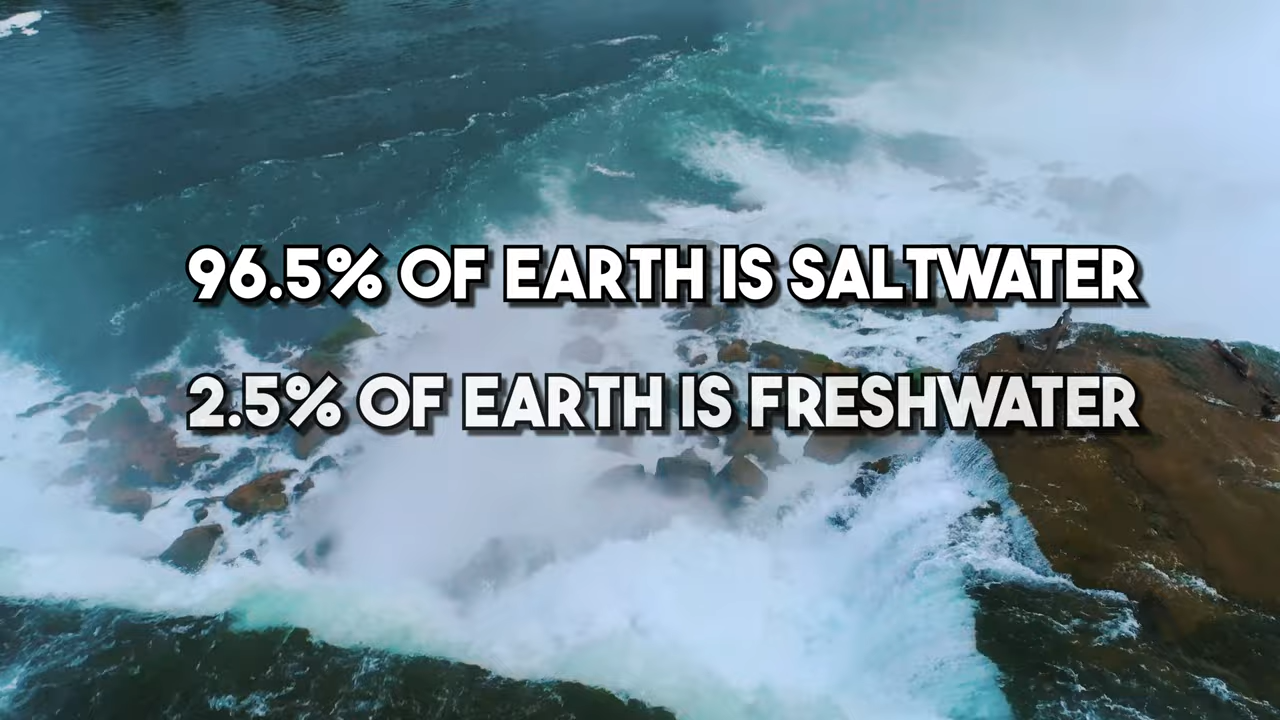 96.5% OF EARTH IS SALTWATER
2.5% OF EARTH IS FRESHWATER